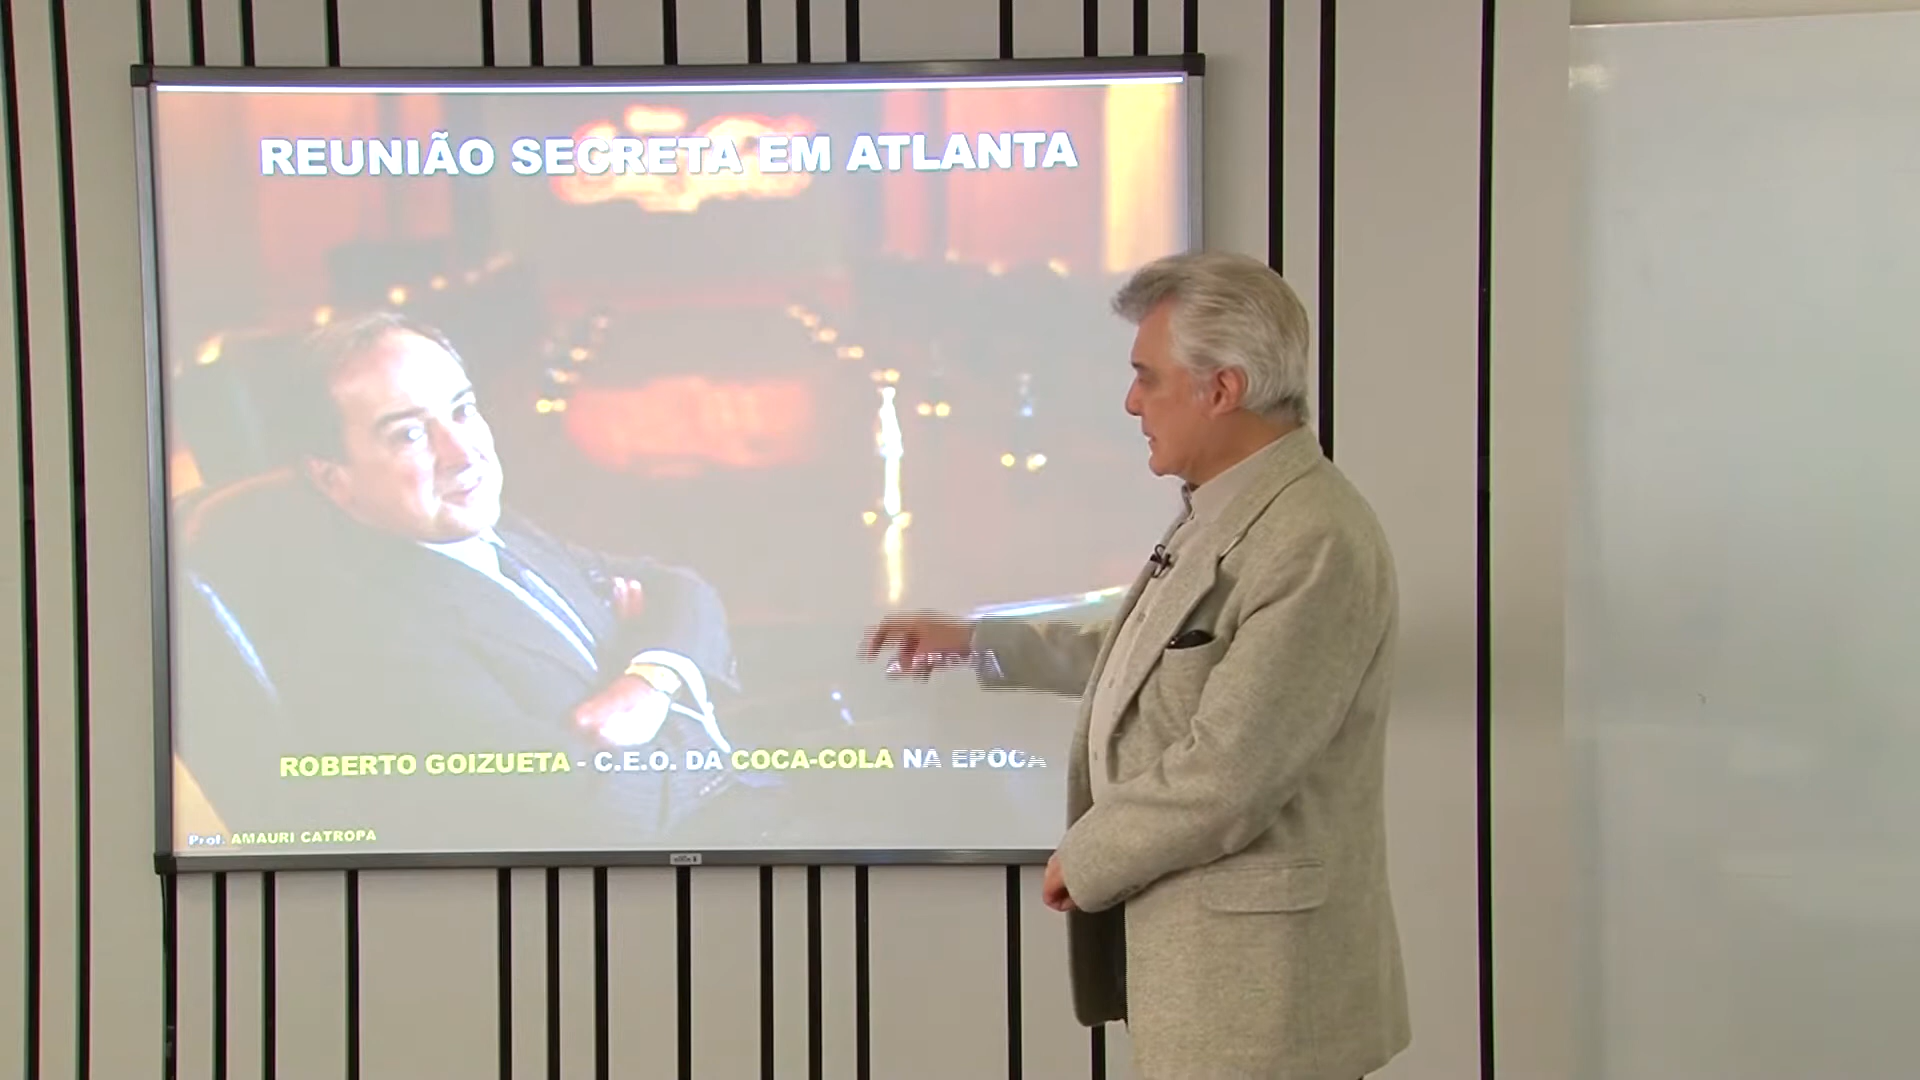 REUNIÃO SECRETA EM ATLANTA
ROBERTO GOIZUETA - C.E.O. DA COCA-COLA NA EPOCA
Prof. AMAURI CATROPA